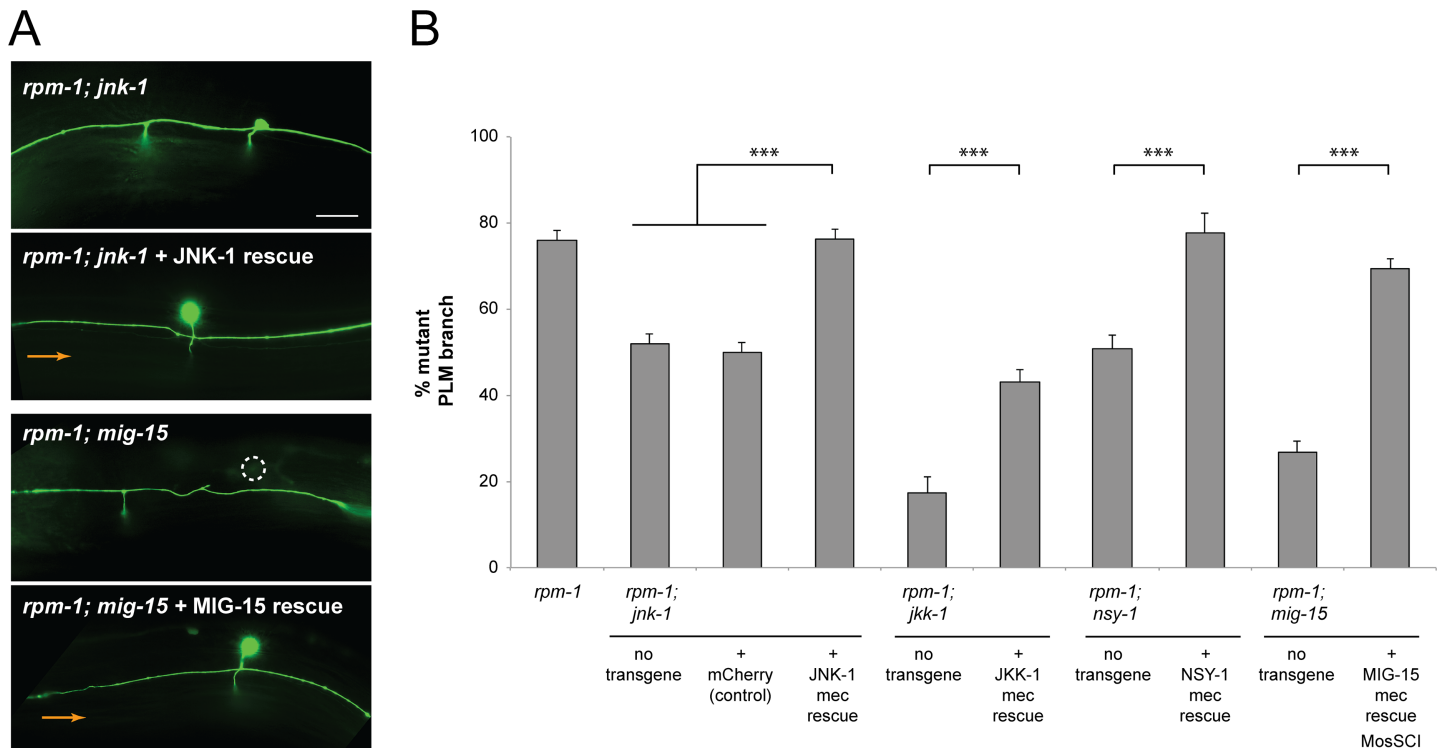 A
rpm-1; jnk-1
rpm-1; jnk-1 + JNK-1 rescue
rpm-1; mig-15
rpm-1; mig-15 + MIG-15 rescue
B
% mutant
PLM branch
100
80
60
40
20
0
***
***
***
***
rpm-1
rpm-1;
jnk-1
rpm-1;
jkk-1
rpm-1;
nsy-1
rpm-1;
mig-15
no
transgene
+
mCherry
(control)
+
JNK-1
mec
rescue
no
transgene
+
JKK-1
mec
rescue
no
transgene
+
NSY-1
mec
rescue
no
transgene
+
MIG-15
mec
rescue
MosSCI